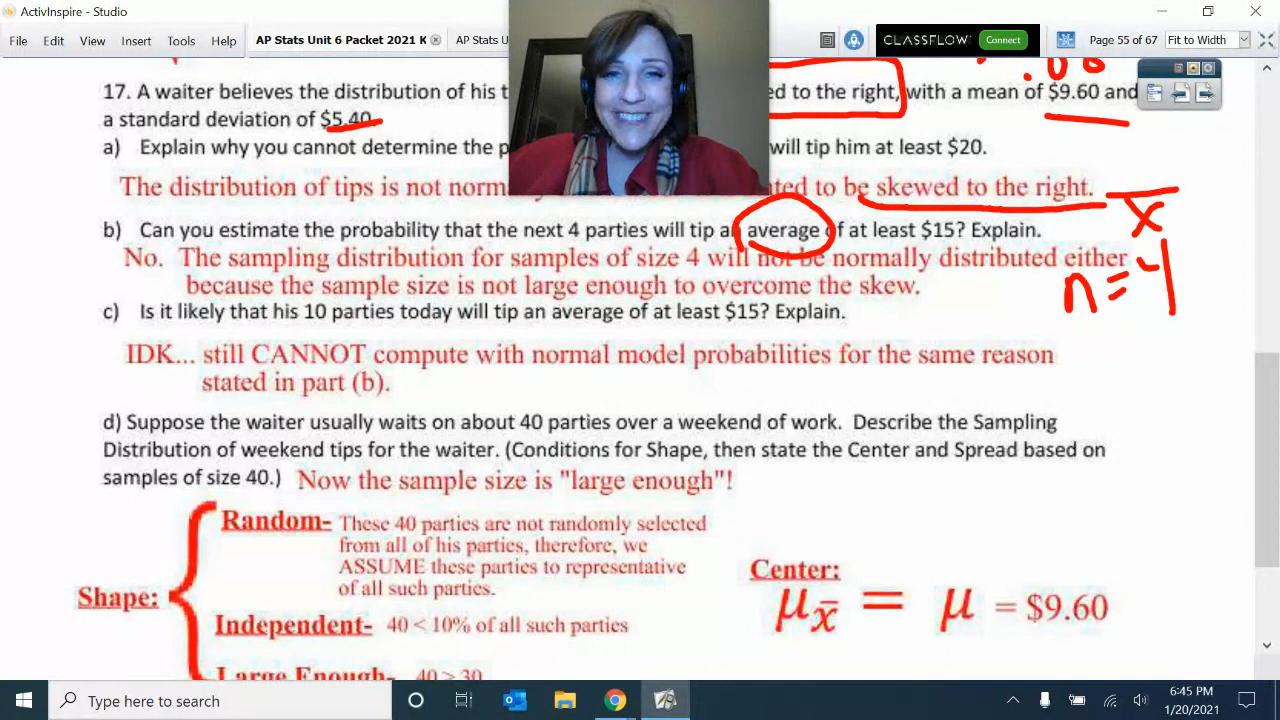 ActivInspire - Studio
File Edit View Insert Tools Help AP Stats Unit 6 Packet 2021 K AP Stats U CLASSFLOW Connect Page 55 of 67 Fit to Width
17. A waiter believes the distribution of his t ed to the right, with a mean of $9.60 and
a standard deviation of $5.40.
a) Explain why you cannot determine the p will tip him at least $20.
The distribution of tips is not norm ated to be skewed to the right.
x̄
b) Can you estimate the probability that the next 4 parties will tip an average of at least $15? Explain.
No. The sampling distribution for samples of size 4 will not be normally distributed either
because the sample size is not large enough to overcome the skew.
n=4
c) Is it likely that his 10 parties today will tip an average of at least $15? Explain.
IDK... still CANNOT compute with normal model probabilities for the same reason
stated in part (b).
d) Suppose the waiter usually waits on about 40 parties over a weekend of work. Describe the Sampling
Distribution of weekend tips for the waiter. (Conditions for Shape, then state the Center and Spread based on
samples of size 40.) Now the sample size is "large enough"!
Random- These 40 parties are not randomly selected
from all of his parties, therefore, we
ASSUME these parties to representative
of all such parties.
Shape:
Independent- 40 < 10% of all such parties
Large Enough- 40 > 30
Center:
μx̄ = μ = $9.60
Type here to search
6:45 PM
1/20/2021